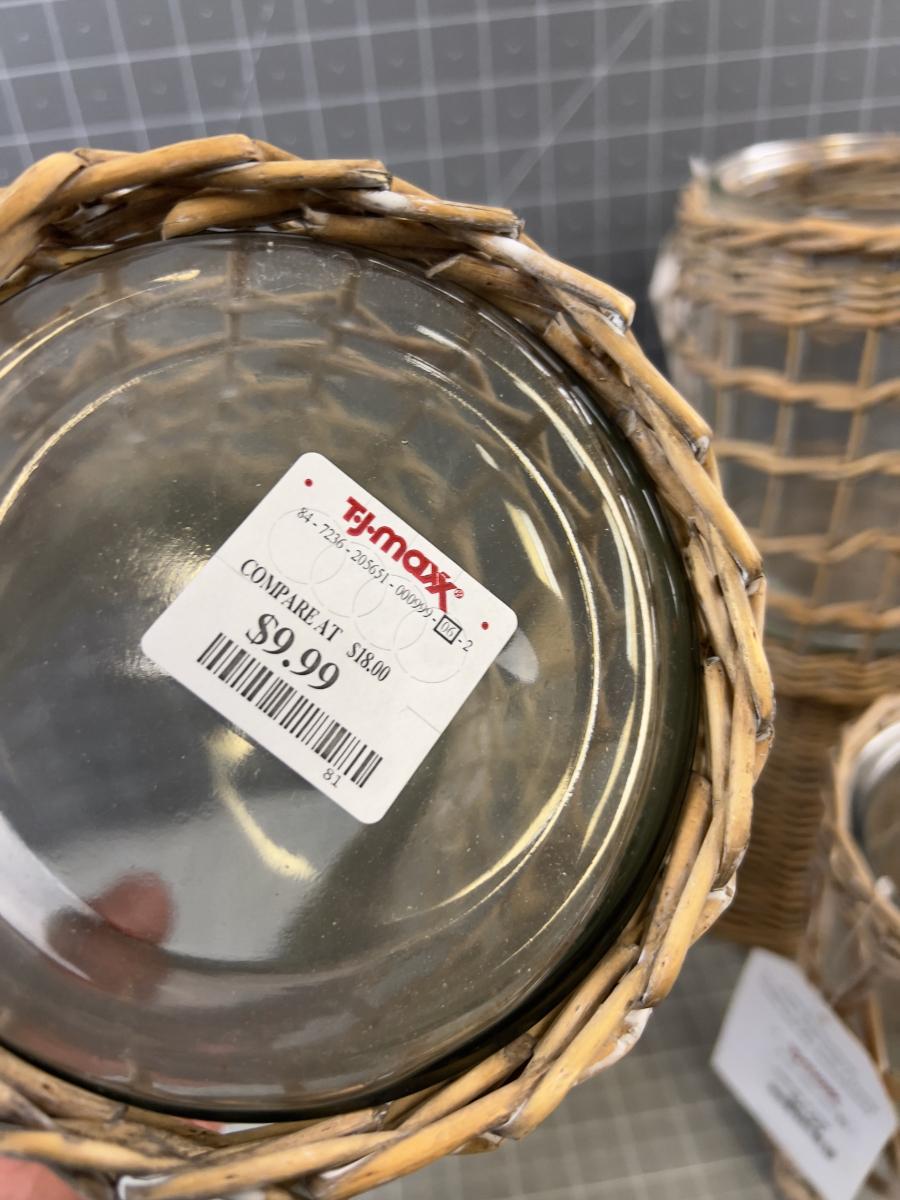 T·J·maxx®
84 - 7236 - 205651 - 000999 - 06 - 2
COMPARE AT $18.00
$9.99
81